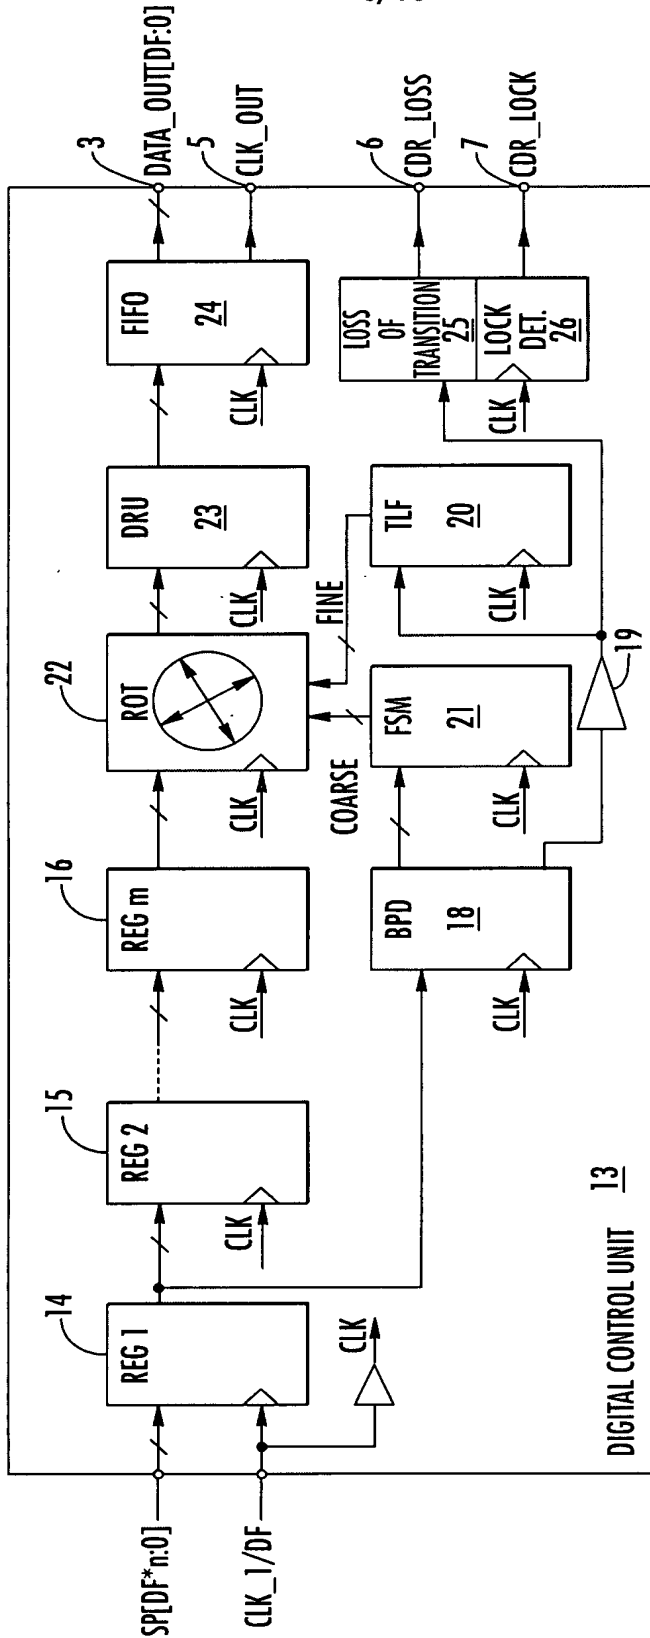 SP[DF*n:0]
CLK_1/DF
14
REG 1
CLK
15
REG 2
CLK
16
REG m
CLK
22
ROT
CLK
DRU
23
CLK
FIFO
24
CLK
3
DATA_OUT[DF:0]
5
CLK_OUT
BPD
18
CLK
COARSE
FSM
21
CLK
FINE
TLF
20
CLK
19
LOSS
OF
TRANSITION
25
LOCK
DET.
26
CLK
6
CDR_LOSS
7
CDR_LOCK
DIGITAL CONTROL UNIT
13